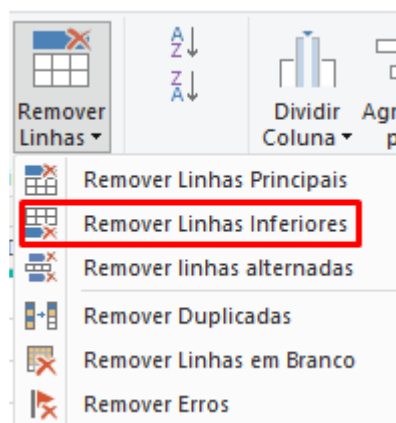 A
Z
Z
A
Remover
Linhas
Dividir
Coluna
Remover Linhas Principais
Remover Linhas Inferiores
Remover linhas alternadas
Remover Duplicadas
Remover Linhas em Branco
Remover Erros